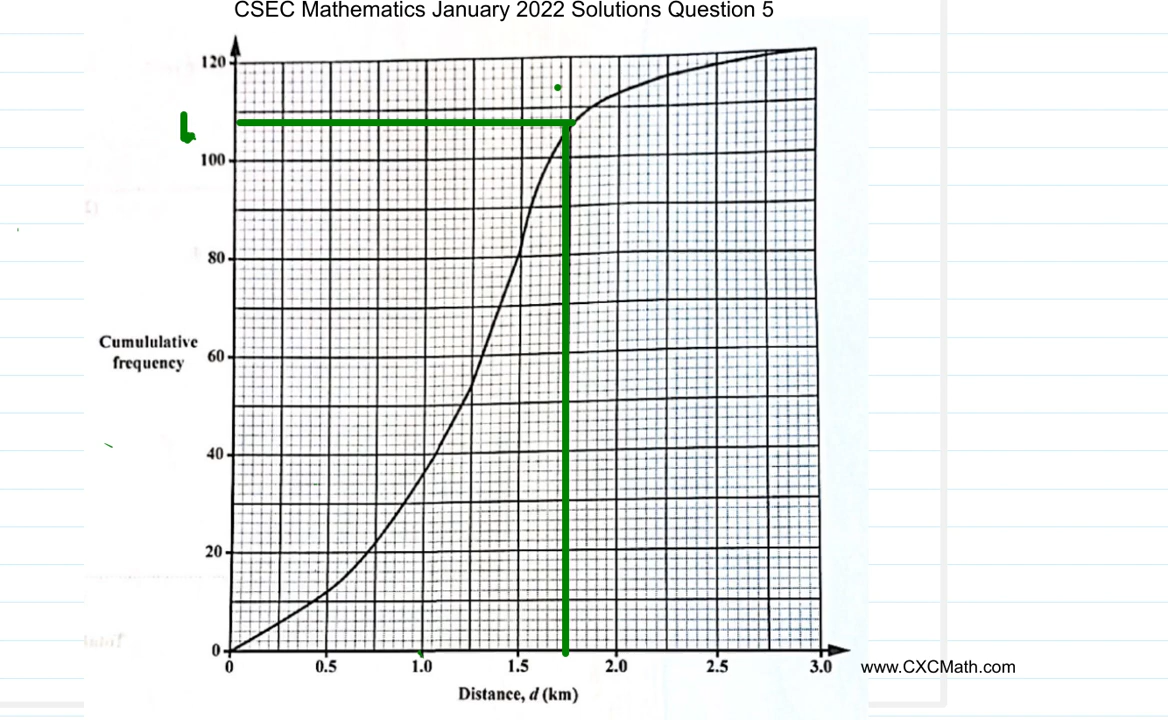 CSEC Mathematics January 2022 Solutions Question 5
120
100
80
Cumululative
frequency
60
40
20
0
0 0.5 1.0 1.5 2.0 2.5 3.0
Distance, d (km)
www.CXCMath.com